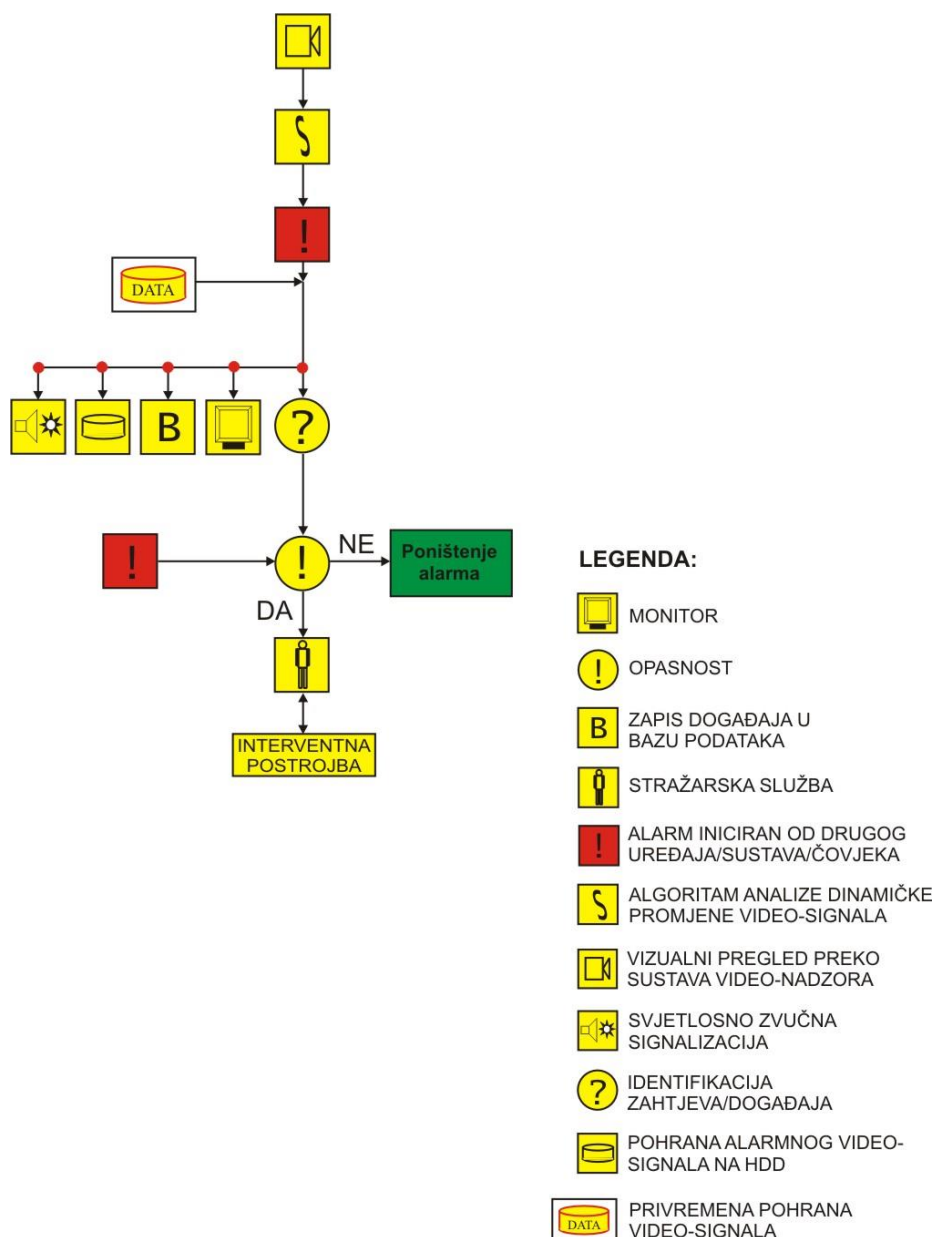 !
DATA
B
?
!
!
NE
Poništenje
alarma
DA
INTERVENTNA
POSTROJBA
LEGENDA:
MONITOR
!
OPASNOST
B
ZAPIS DOGAĐAJA U
BAZU PODATAKA
STRAŽARSKA SLUŽBA
!
ALARM INICIRAN OD DRUGOG
UREĐAJA/SUSTAVA/ČOVJEKA
ALGORITAM ANALIZE DINAMIČKE
PROMJENE VIDEO-SIGNALA
VIZUALNI PREGLED PREKO
SUSTAVA VIDEO-NADZORA
SVJETLOSNO ZVUČNA
SIGNALIZACIJA
?
IDENTIFIKACIJA
ZAHTJEVA/DOGAĐAJA
POHRANA ALARMNOG VIDEO-
SIGNALA NA HDD
DATA
PRIVREMENA POHRANA
VIDEO-SIGNALA